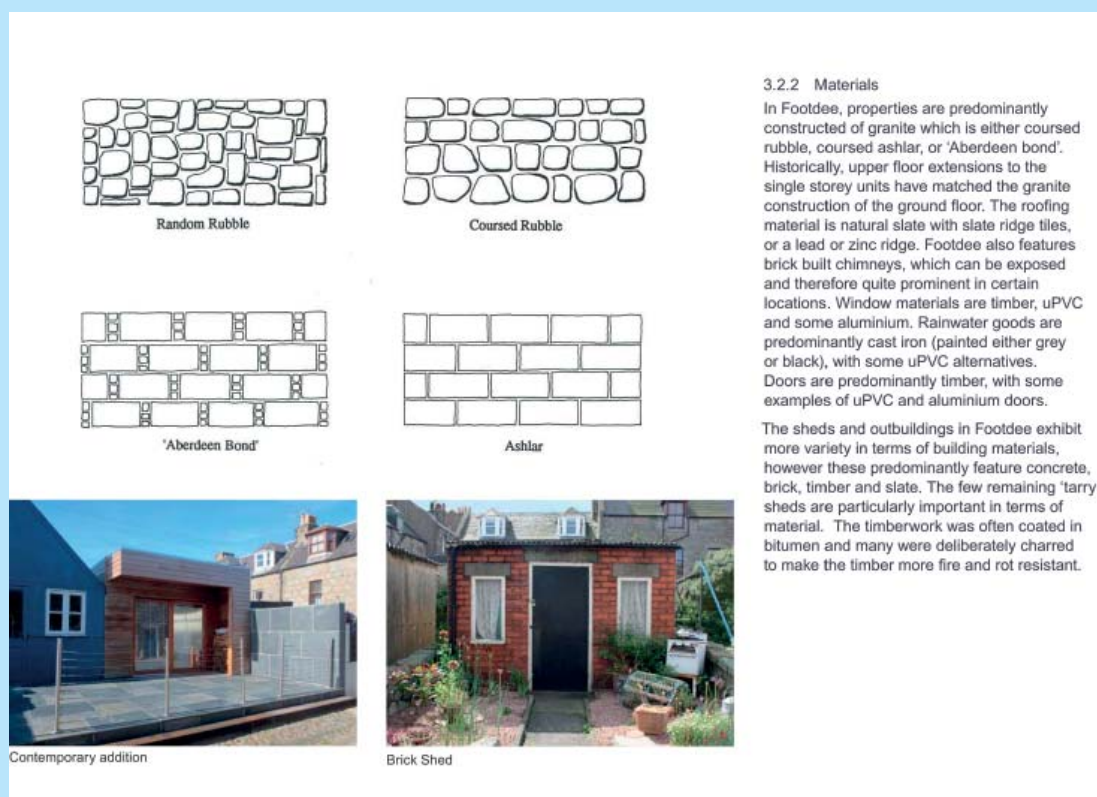 Random Rubble
Coursed Rubble
'Aberdeen Bond'
Ashlar
Contemporary addition
Brick Shed
3.2.2 Materials
In Footdee, properties are predominantly
constructed of granite which is either coursed
rubble, coursed ashlar, or ‘Aberdeen bond’.
Historically, upper floor extensions to the
single storey units have matched the granite
construction of the ground floor. The roofing
material is natural slate with slate ridge tiles,
or a lead or zinc ridge. Footdee also features
brick built chimneys, which can be exposed
and therefore quite prominent in certain
locations. Window materials are timber, uPVC
and some aluminium. Rainwater goods are
predominantly cast iron (painted either grey
or black), with some uPVC alternatives.
Doors are predominantly timber, with some
examples of uPVC and aluminium doors.
The sheds and outbuildings in Footdee exhibit
more variety in terms of building materials,
however these predominantly feature concrete,
brick, timber and slate. The few remaining ‘tarry
sheds are particularly important in terms of
material. The timberwork was often coated in
bitumen and many were deliberately charred
to make the timber more fire and rot resistant.